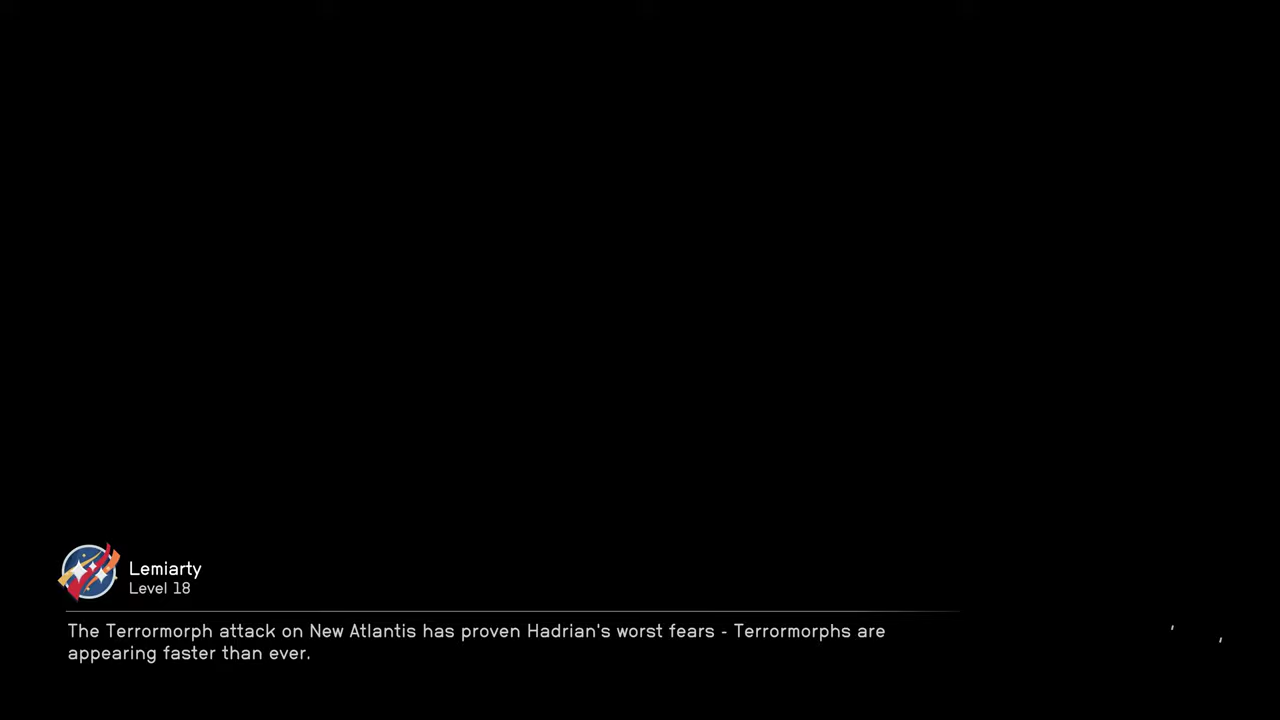 Lemiarty
Level 18
The Terrormorph attack on New Atlantis has proven Hadrian's worst fears - Terrormorphs are
appearing faster than ever.